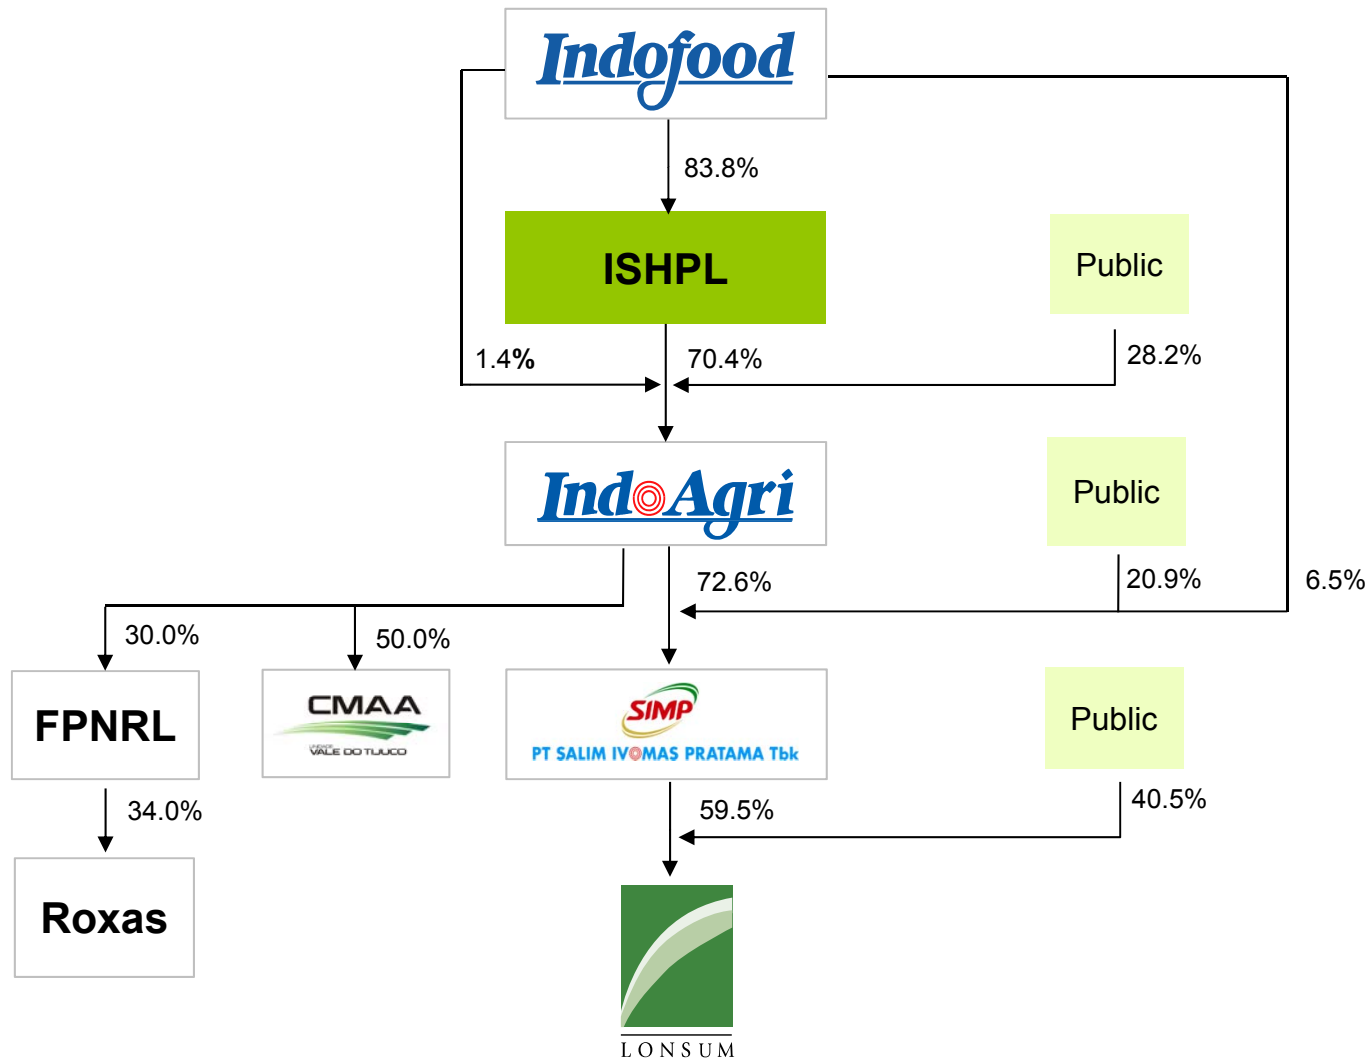 Indofood
83.8%
ISHPL
Public
1.4%
70.4%
28.2%
IndoAgri
Public
72.6%
20.9%
6.5%
30.0%
50.0%
FPNRL
CMAA
UNIDADE
VALE DO TIJUCO
SIMP
PT SALIM IVOMAS PRATAMA Tbk
Public
34.0%
59.5%
40.5%
Roxas
LONSUM